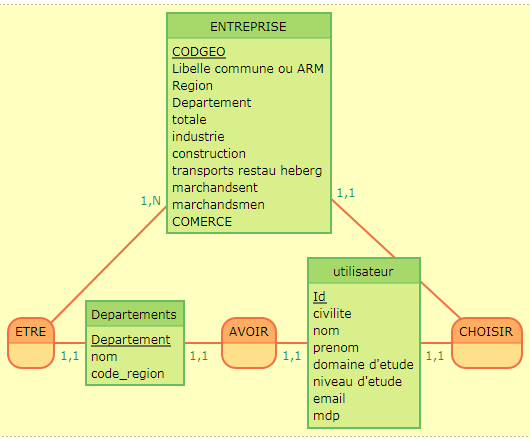 ENTREPRISE
CODGEO
Libelle commune ou ARM
Region
Departement
totale
industrie
construction
transports restau heberg
marchandsent
marchandsmen
COMERCE
1,N
1,1
ETRE
1,1
Departements
Departement
nom
code_region
1,1
AVOIR
1,1
utilisateur
Id
civilite
nom
prenom
domaine d'etude
niveau d'etude
email
mdp
1,1
CHOISIR